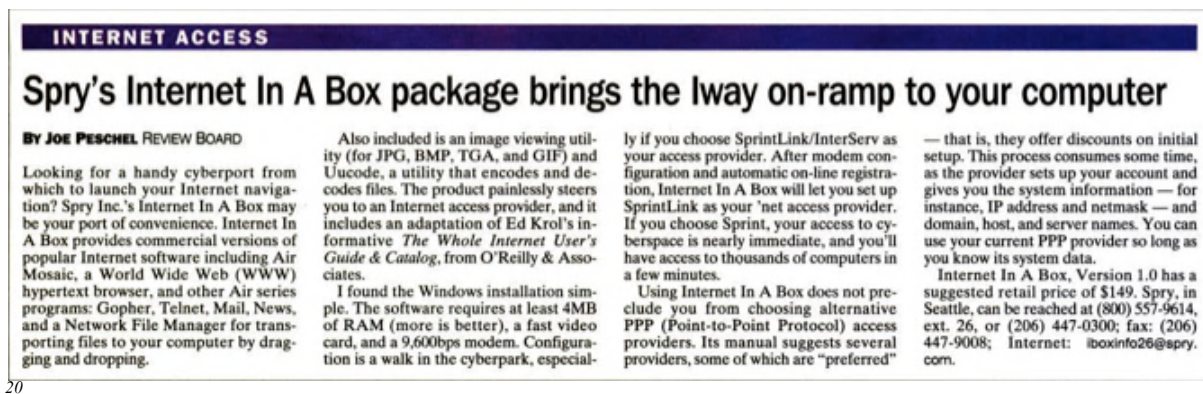 INTERNET ACCESS
Spry's Internet In A Box package brings the Iway on-ramp to your computer
BY JOE PESCHEL REVIEW BOARD
Looking for a handy cyberport from
which to launch your Internet naviga-
tion? Spry Inc.'s Internet In A Box may
be your port of convenience. Internet In
A Box provides commercial versions of
popular Internet software including Air
Mosaic, a World Wide Web (WWW)
hypertext browser, and other Air series
programs: Gopher, Telnet, Mail, News,
and a Network File Manager for trans-
porting files to your computer by drag-
ging and dropping.
Also included is an image viewing util-
ity (for JPG, BMP, TGA, and GIF) and
Uucode, a utility that encodes and de-
codes files. The product painlessly steers
you to an Internet access provider, and it
includes an adaptation of Ed Krol's in-
formative The Whole Internet User's
Guide & Catalog, from O'Reilly & Asso-
ciates.
I found the Windows installation sim-
ple. The software requires at least 4MB
of RAM (more is better), a fast video
card, and a 9,600bps modem. Configura-
tion is a walk in the cyberpark, especial-
ly if you choose SprintLink/InterServ as
your access provider. After modem con-
figuration and automatic on-line registra-
tion, Internet In A Box will let you set up
SprintLink as your 'net access provider.
If you choose Sprint, your access to cy-
berspace is nearly immediate, and you'll
have access to thousands of computers in
a few minutes.
Using Internet In A Box does not pre-
clude you from choosing alternative
PPP (Point-to-Point Protocol) access
providers. Its manual suggests several
providers, some of which are "preferred"
— that is, they offer discounts on initial
setup. This process consumes some time,
as the provider sets up your account and
gives you the system information — for
instance, IP address and netmask — and
domain, host, and server names. You can
use your current PPP provider so long as
you know its system data.
Internet In A Box, Version 1.0 has a
suggested retail price of $149. Spry, in
Seattle, can be reached at (800) 557-9614,
ext. 26, or (206) 447-0300; fax: (206)
447-9008; Internet: iboxinfo26@spry.
com.
20